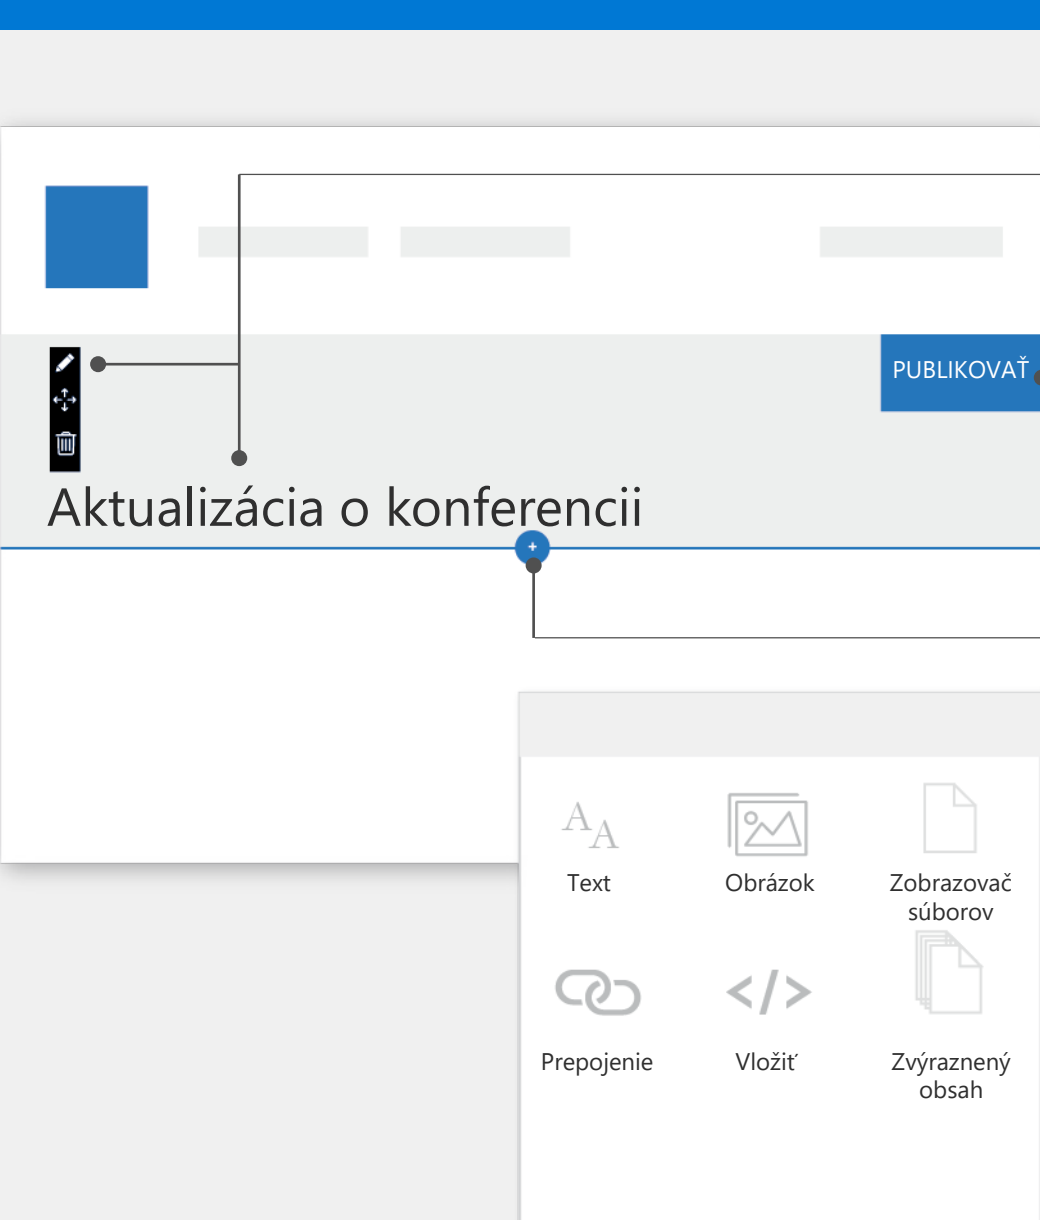 PUBLIKOVAŤ
Aktualizácia o konferencii
Text
Obrázok
Zobrazovač
súborov
Prepojenie
Vložiť
Zvýraznený
obsah